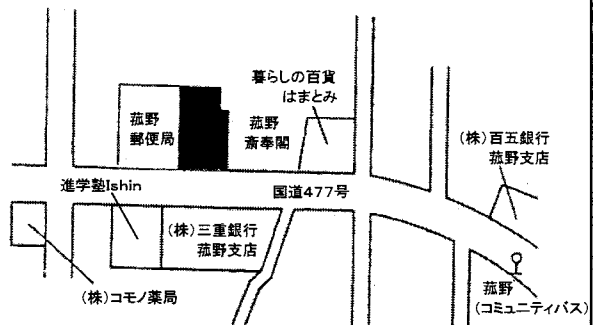 暮らしの百貨
はまとみ
菰野
郵便局
菰野
斎奉閣
(株)百五銀行
菰野支店
進学塾Ishin
国道477号
(株)三重銀行
菰野支店
(株)コモノ薬局
菰野
(コミュニティバス)